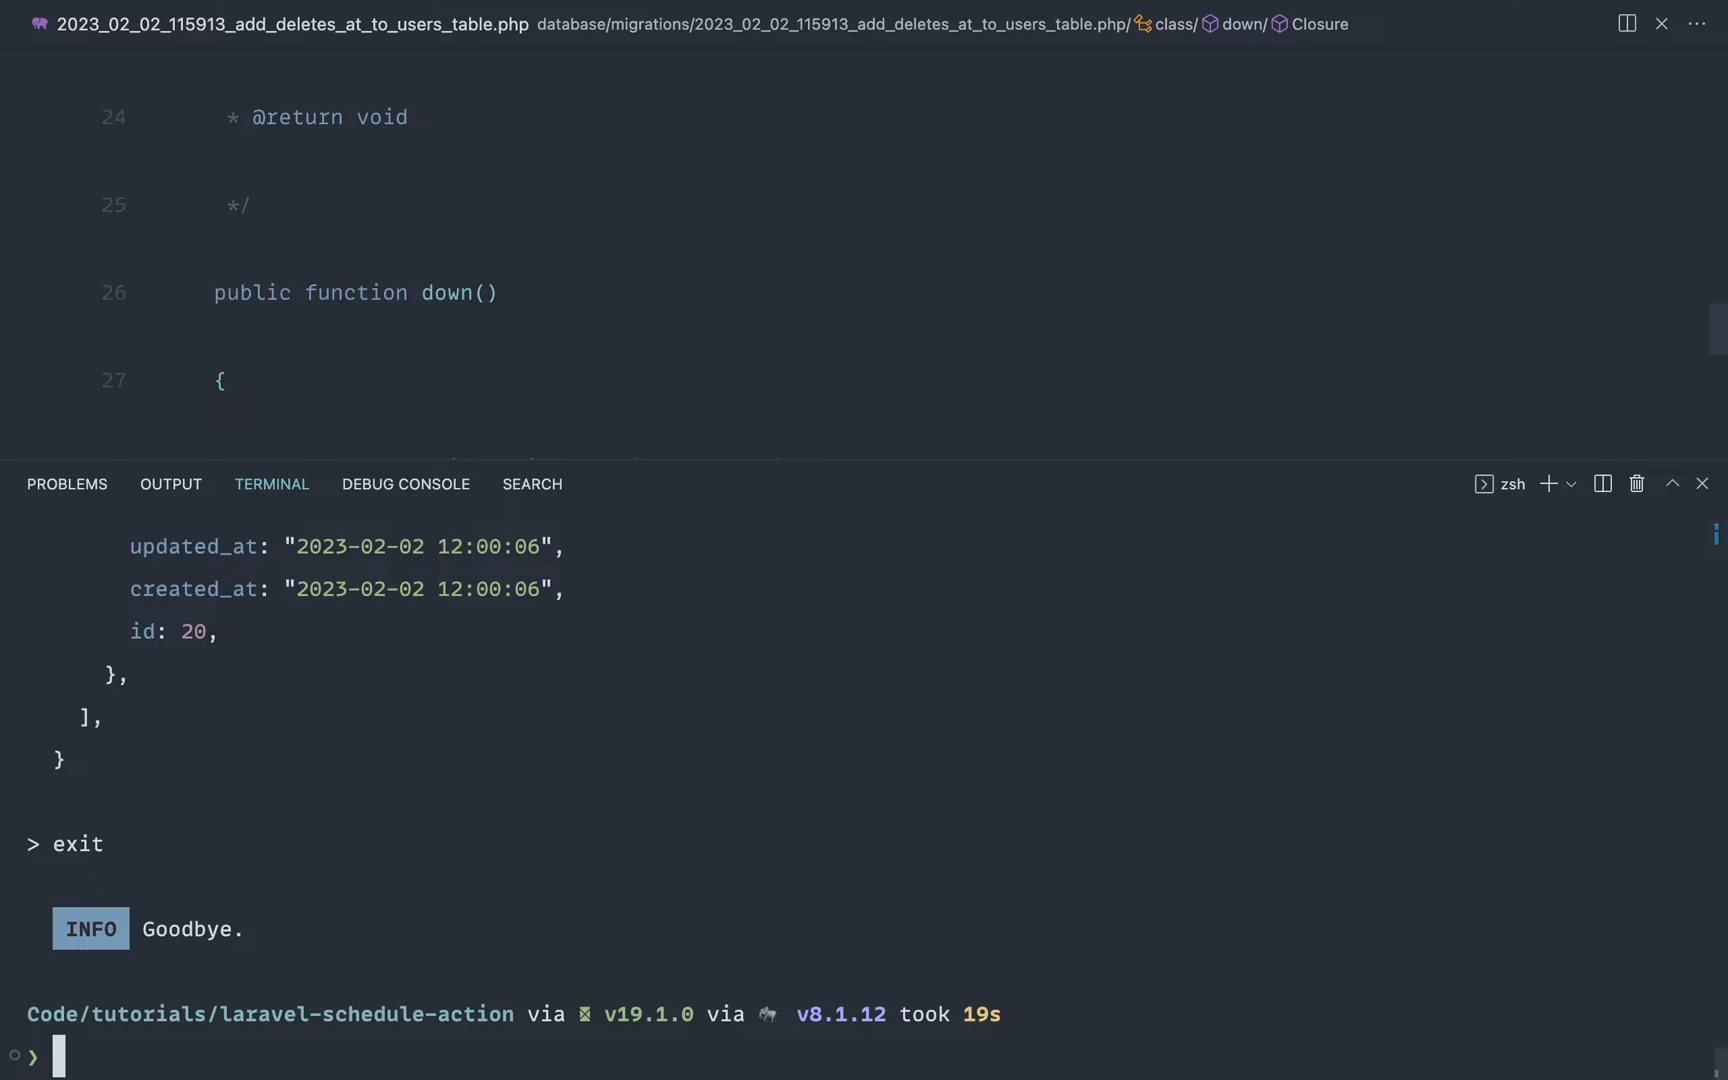 2023_02_02_115913_add_deletes_at_to_users_table.php database/migrations/2023_02_02_115913_add_deletes_at_to_users_table.php/ class/ down/ Closure
24 * @return void
25 */
26 public function down()
27 {
PROBLEMS OUTPUT TERMINAL DEBUG CONSOLE SEARCH zsh
updated_at: "2023-02-02 12:00:06",
created_at: "2023-02-02 12:00:06",
id: 20,
},
],
}
> exit
INFO Goodbye.
Code/tutorials/laravel-schedule-action via v19.1.0 via 🐘 v8.1.12 took 19s
❯